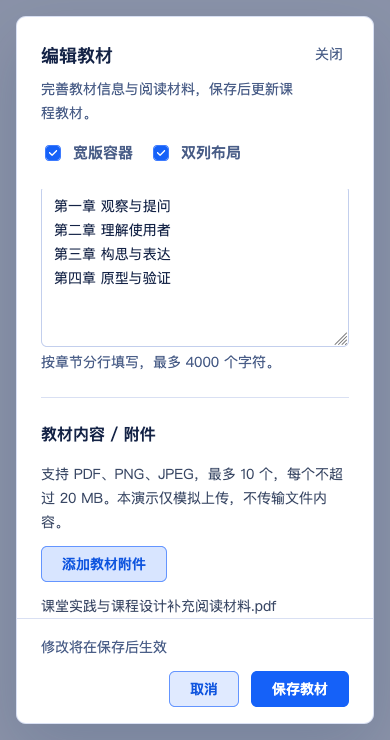 编辑教材
关闭
完善教材信息与阅读材料，保存后更新课
程教材。
宽版容器
双列布局
第一章 观察与提问
第二章 理解使用者
第三章 构思与表达
第四章 原型与验证
按章节分行填写，最多 4000 个字符。
教材内容 / 附件
支持 PDF、PNG、JPEG，最多 10 个，每个不超
过 20 MB。本演示仅模拟上传，不传输文件内
容。
添加教材附件
课堂实践与课程设计补充阅读材料.pdf
修改将在保存后生效
取消
保存教材